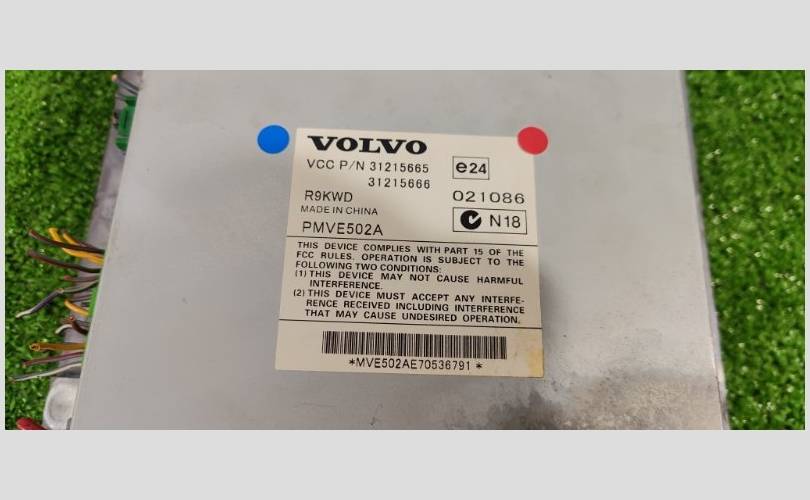 VOLVO
VCC P/N 31215665
31215666
e24
R9KWD
021086
MADE IN CHINA
N18
PMVE502A
THIS DEVICE COMPLIES WITH PART 15 OF THE
FCC RULES. OPERATION IS SUBJECT TO THE
FOLLOWING TWO CONDITIONS:
(1) THIS DEVICE MAY NOT CAUSE HARMFUL
INTERFERENCE.
(2) THIS DEVICE MUST ACCEPT ANY INTERFE-
RENCE RECEIVED INCLUDING INTERFERENCE
THAT MAY CAUSE UNDESIRED OPERATION.
*MVE502AE70536791*